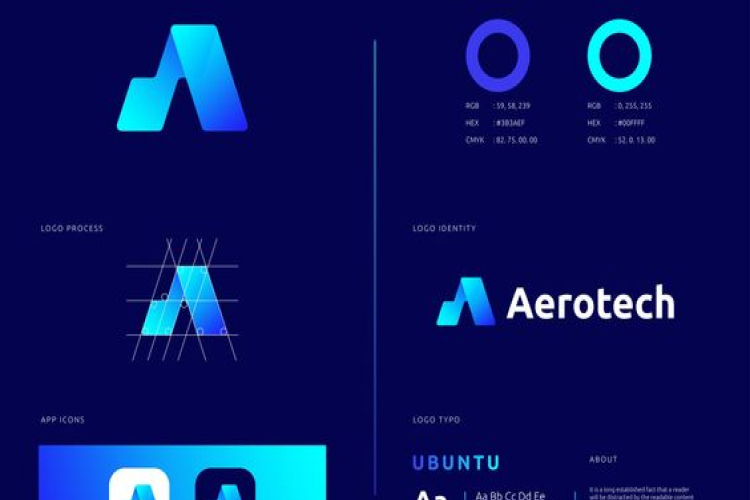 RGB : 59, 58, 239
HEX : #3B3AEF
CMYK : 82. 75. 00. 00
RGB : 0, 255, 255
HEX : #00FFFF
CMYK : 52. 0. 13. 00
LOGO PROCESS
LOGO IDENTITY
Aerotech
APP ICONS
LOGO TYPO
UBUNTU
Aa
Aa Bb Cc Dd Ee
ABOUT
It is a long established fact that a reader
will be distracted by the readable content